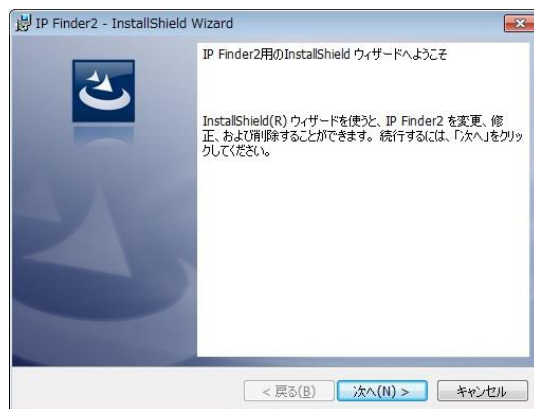 IP Finder2 - InstallShield Wizard
IP Finder2用のInstallShield ウィザードへようこそ
InstallShield(R) ウィザードを使うと、IP Finder2 を変更、修
正、および削除することができます。続行するには、「次へ」をクリッ
クしてください。
< 戻る(B)
次へ(N) >
キャンセル